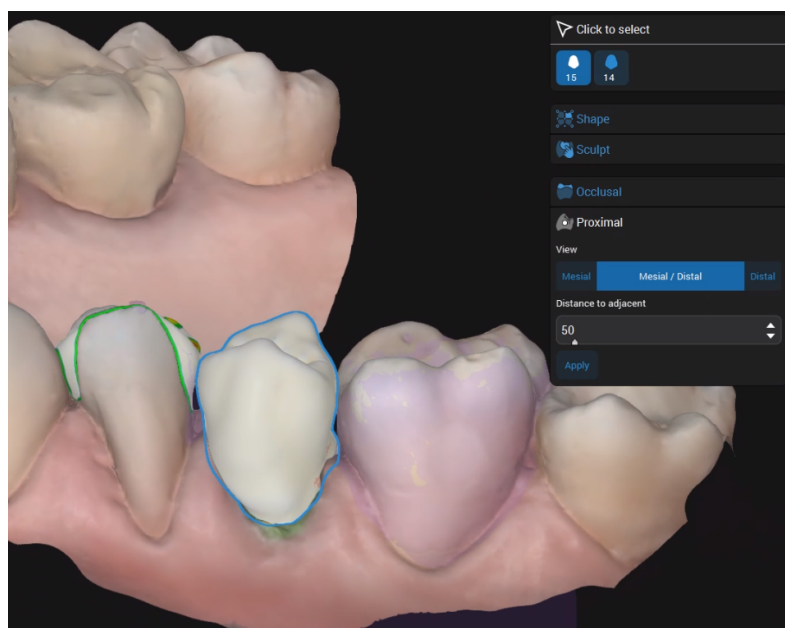 Click to select
15 14
Shape
Sculpt
Occlusal
Proximal
View
Mesial Mesial / Distal Distal
Distance to adjacent
50
Apply